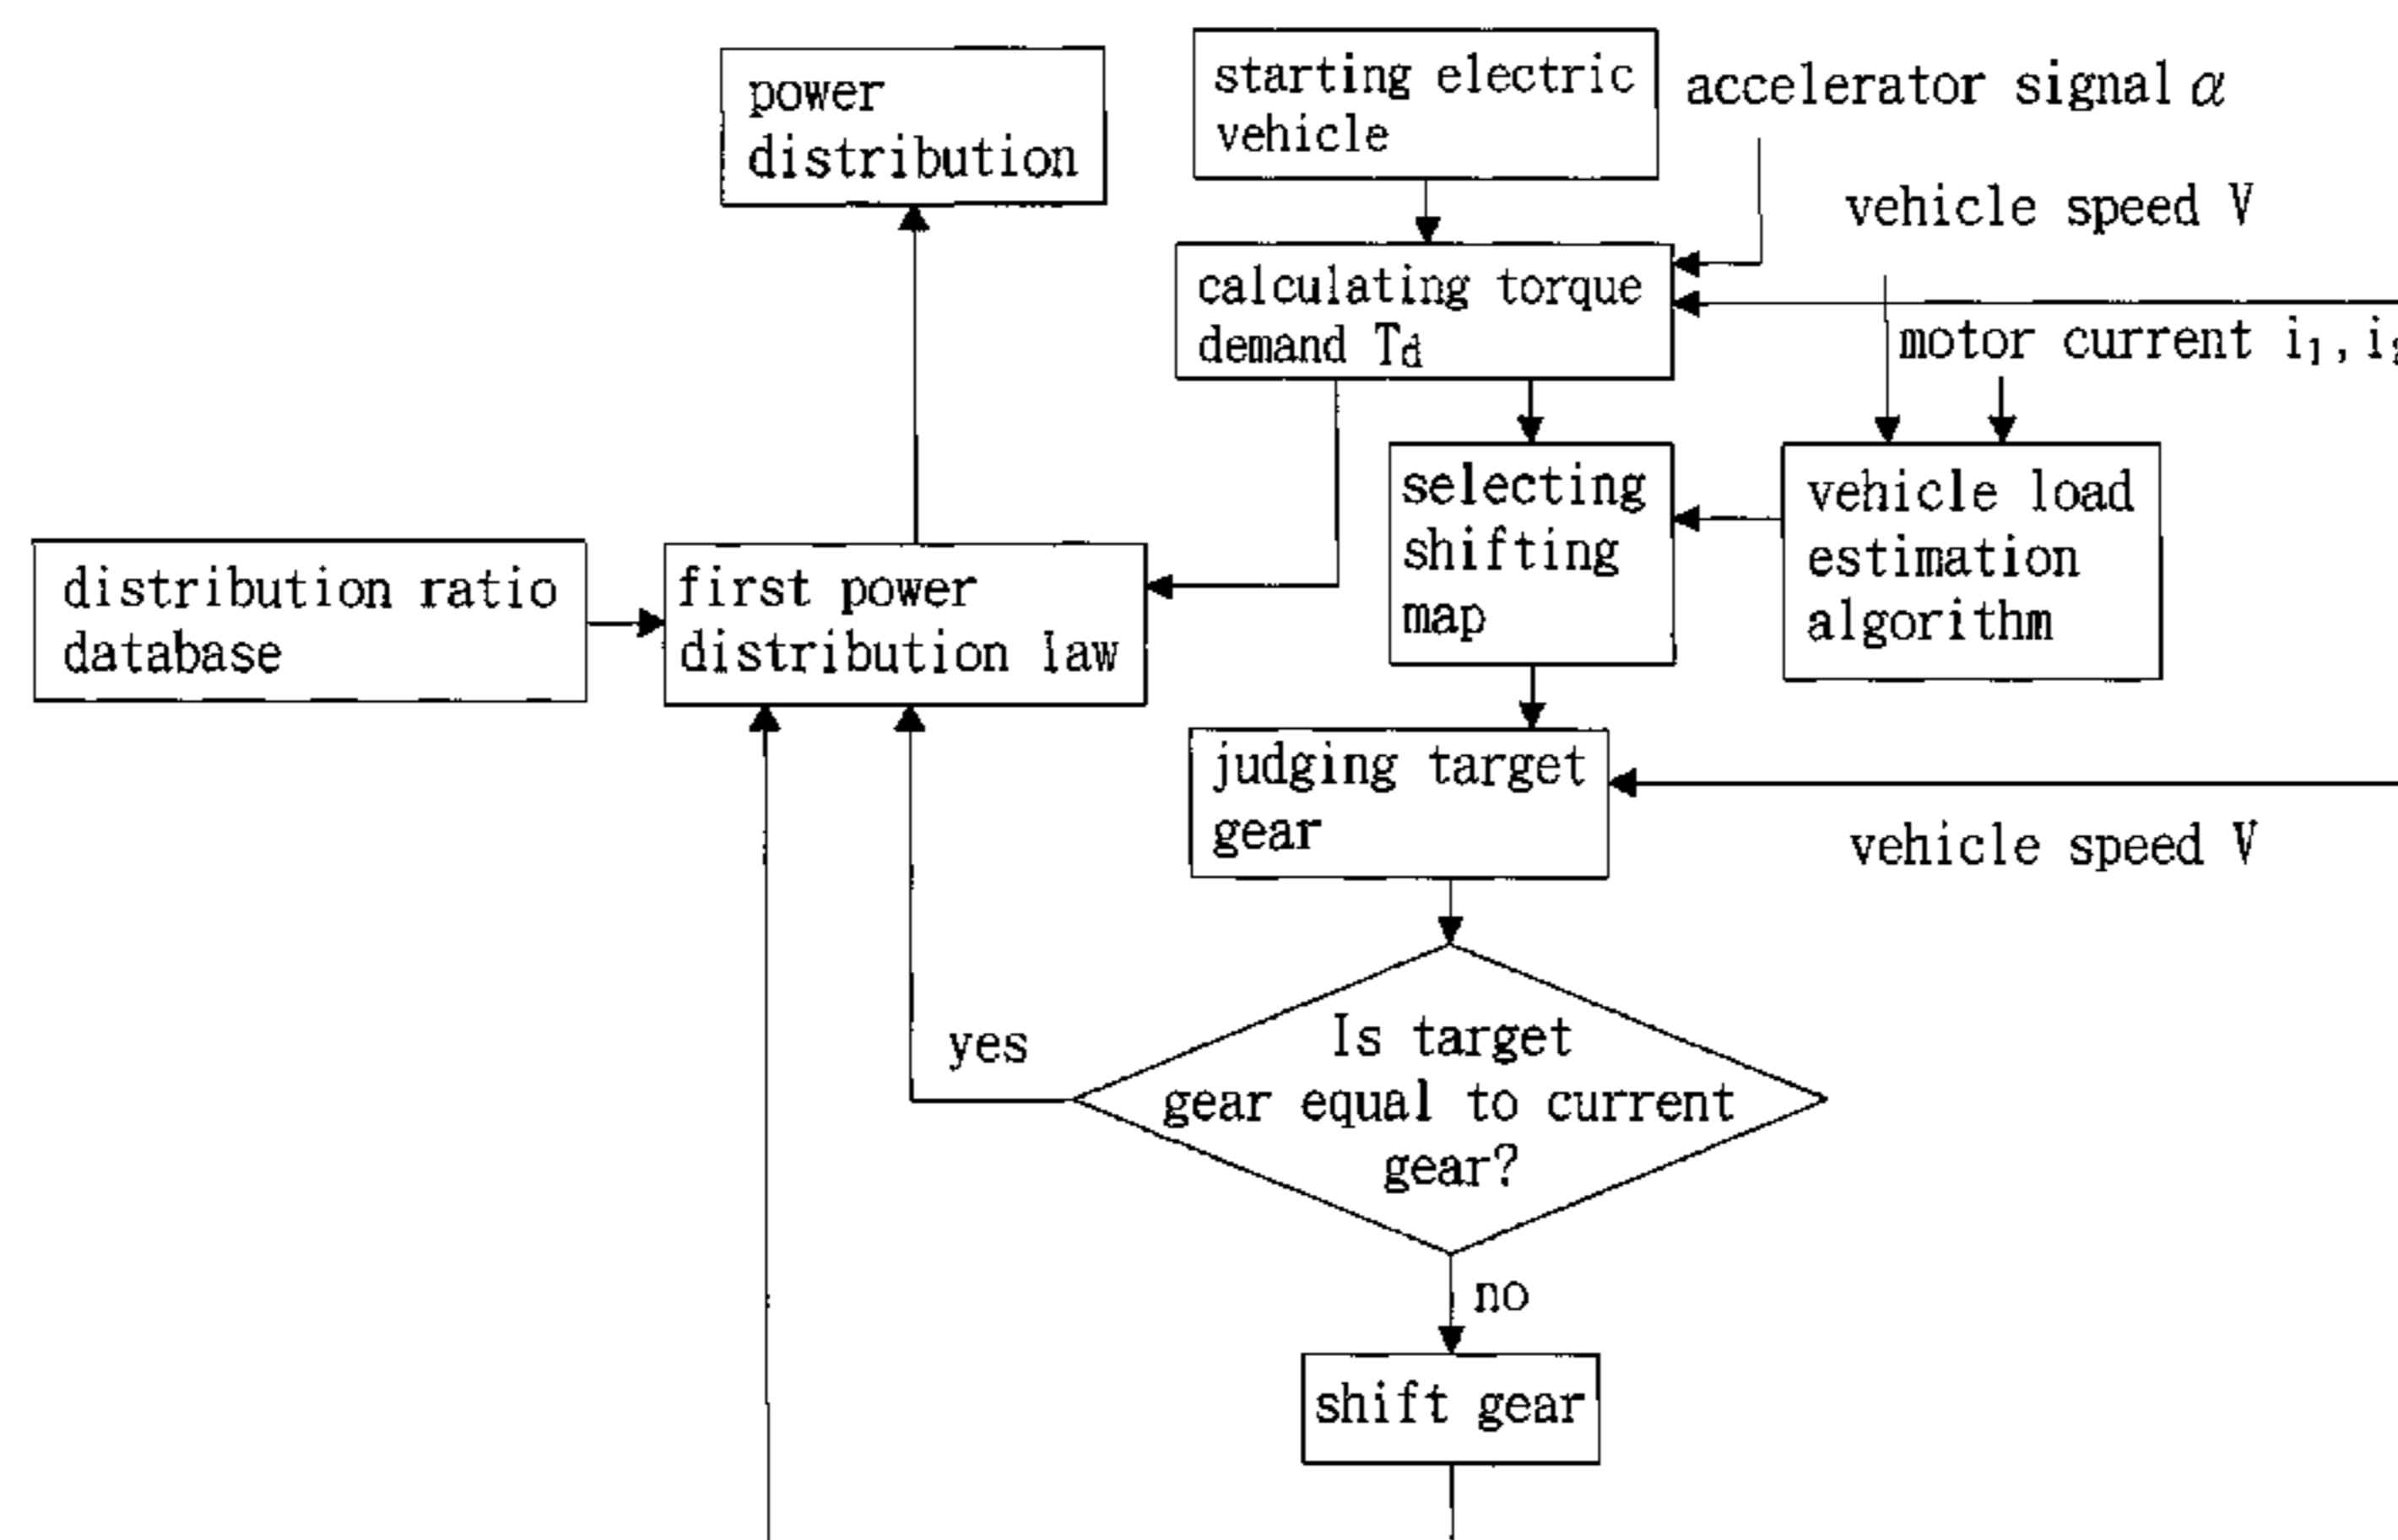 power
distribution
starting electric
vehicle
accelerator signal α
vehicle speed V
calculating torque
demand Td
motor current i1, i
selecting
shifting
map
vehicle load
estimation
algorithm
distribution ratio
database
first power
distribution law
judging target
gear
vehicle speed V
yes
Is target
gear equal to current
gear?
no
shift gear